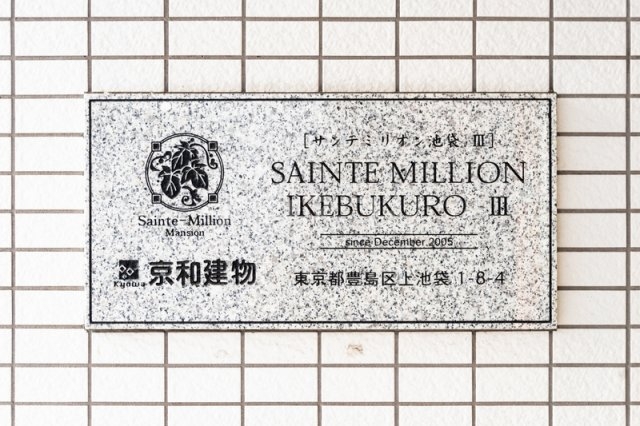 [サンテミリオン池袋 III]
SAINTE MILLION
IKEBUKURO III
since December 2005
東京都豊島区上池袋 1-8-4
Sainte-Million
Mansion
Kyowa 京和建物